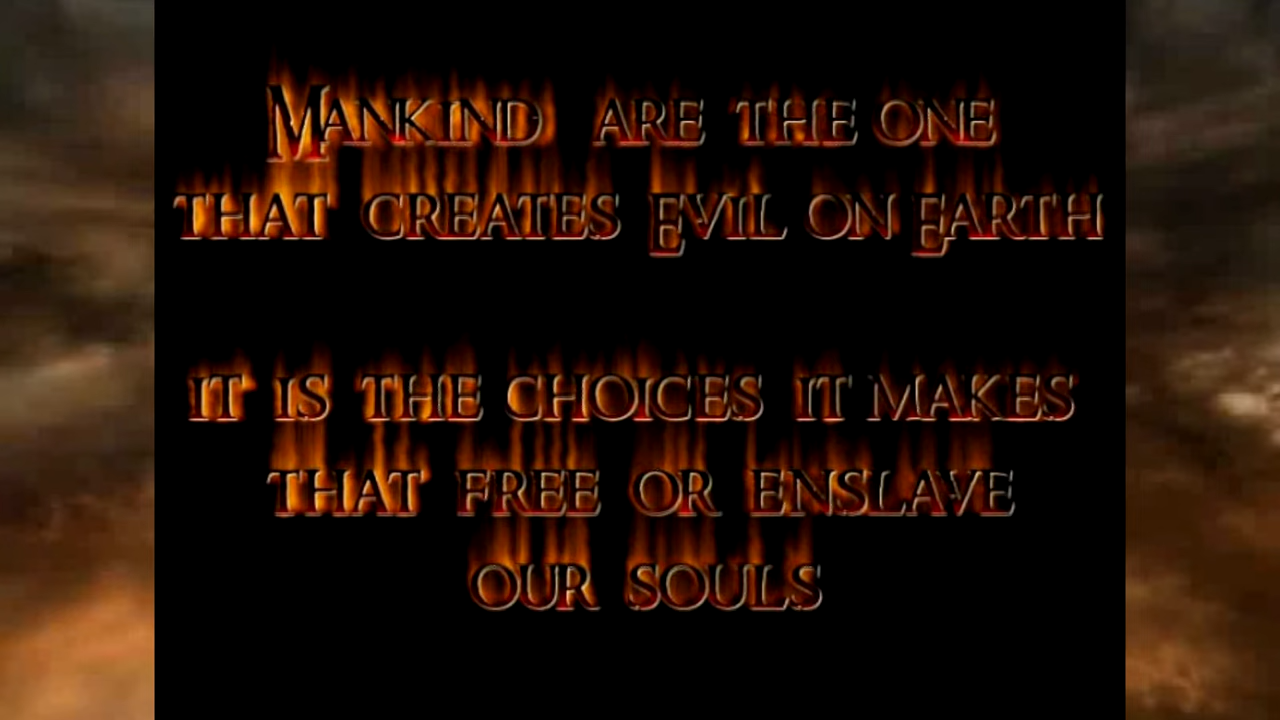 Mankind are the one
that creates Evil on Earth
it is the choices it makes
that free or enslave
our souls